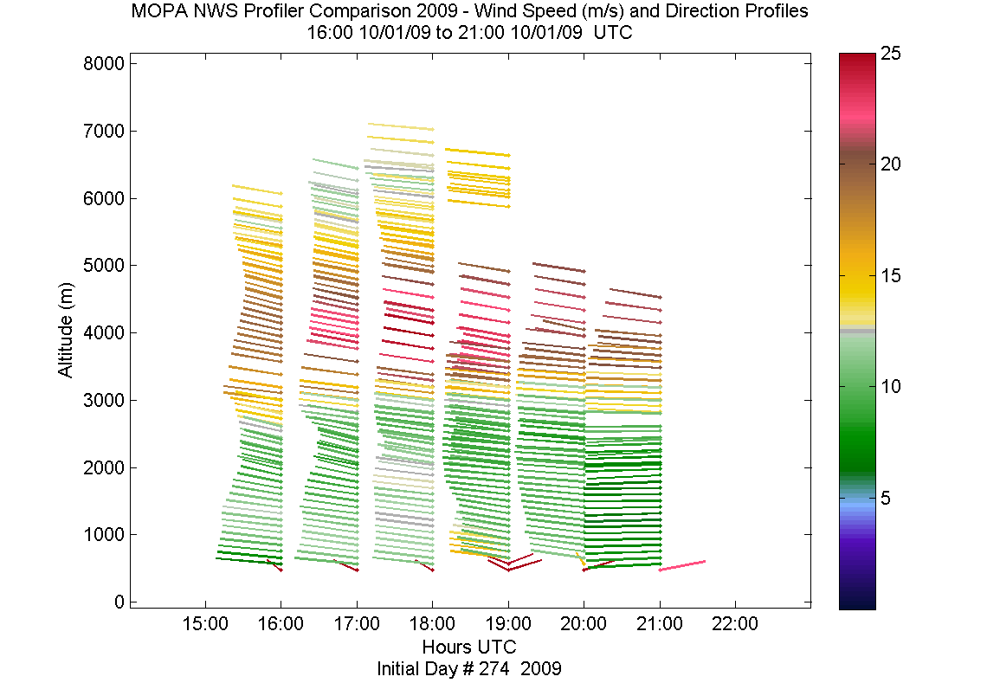 MOPA NWS Profiler Comparison 2009 - Wind Speed (m/s) and Direction Profiles
16:00 10/01/09 to 21:00 10/01/09 UTC
Altitude (m)
8000
7000
6000
5000
4000
3000
2000
1000
0
15:00 16:00 17:00 18:00 19:00 20:00 21:00 22:00
Hours UTC
Initial Day # 274 2009
25
20
15
10
5